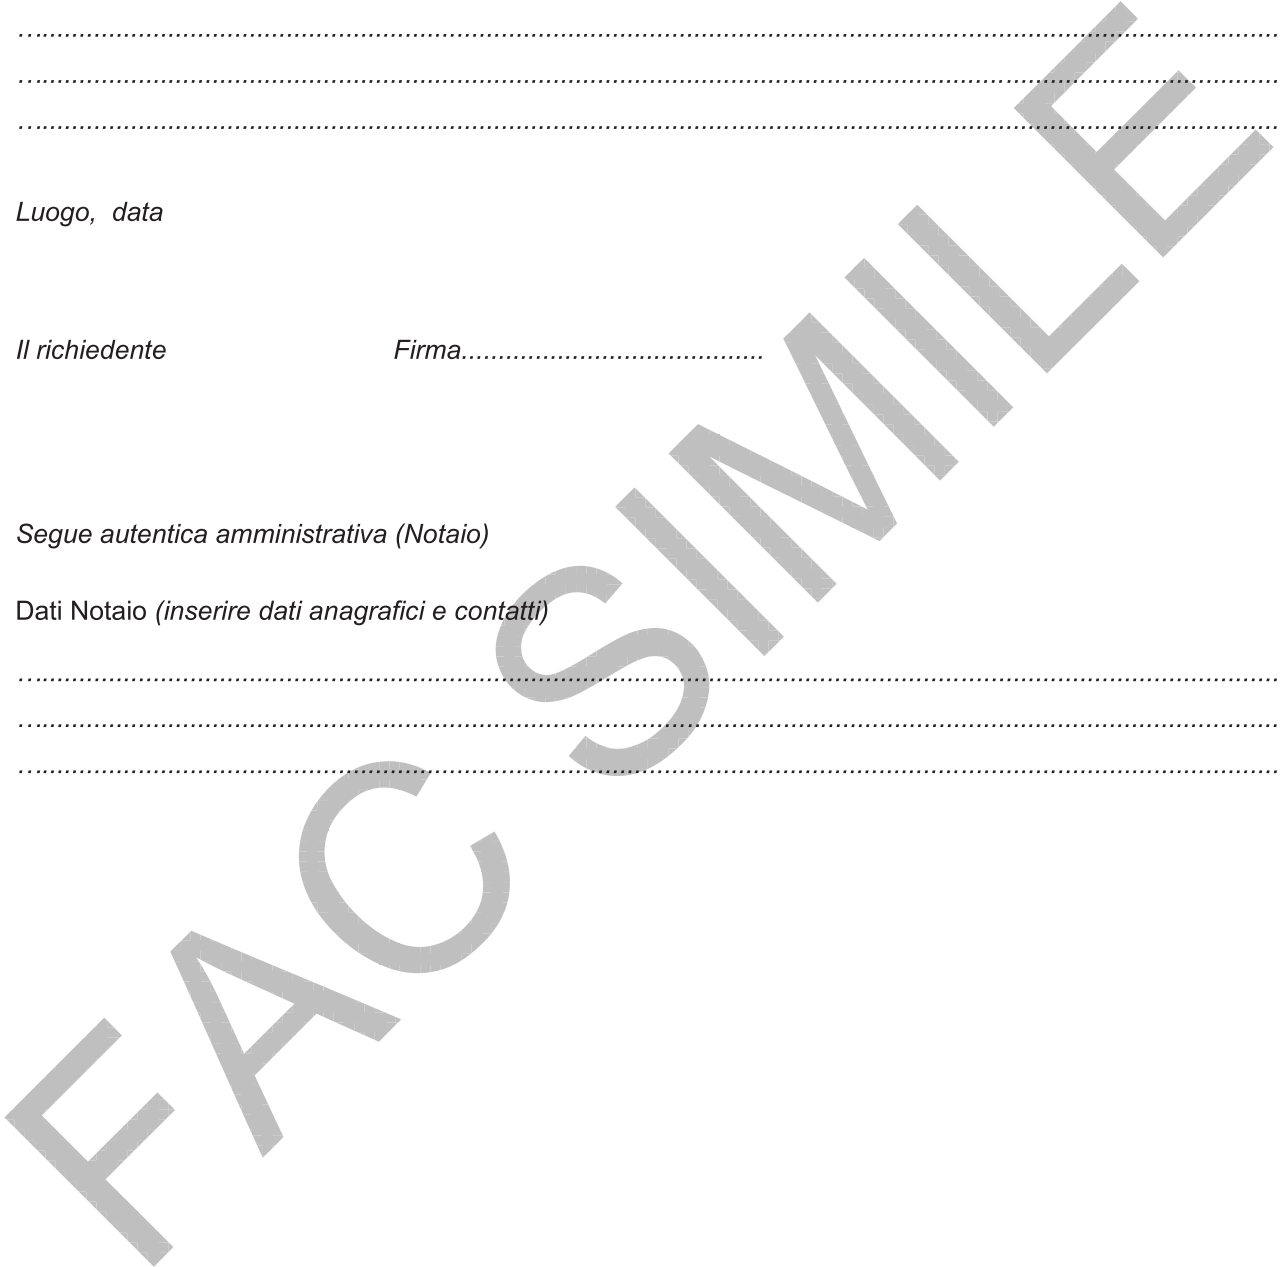 …...........................................................................................................................................................................
…...........................................................................................................................................................................
…...........................................................................................................................................................................
Luogo,  data
Il richiedente Firma.........................................
Segue autentica amministrativa (Notaio)
Dati Notaio (inserire dati anagrafici e contatti)
…...........................................................................................................................................................................
…...........................................................................................................................................................................
…...........................................................................................................................................................................
FAC SIMILE